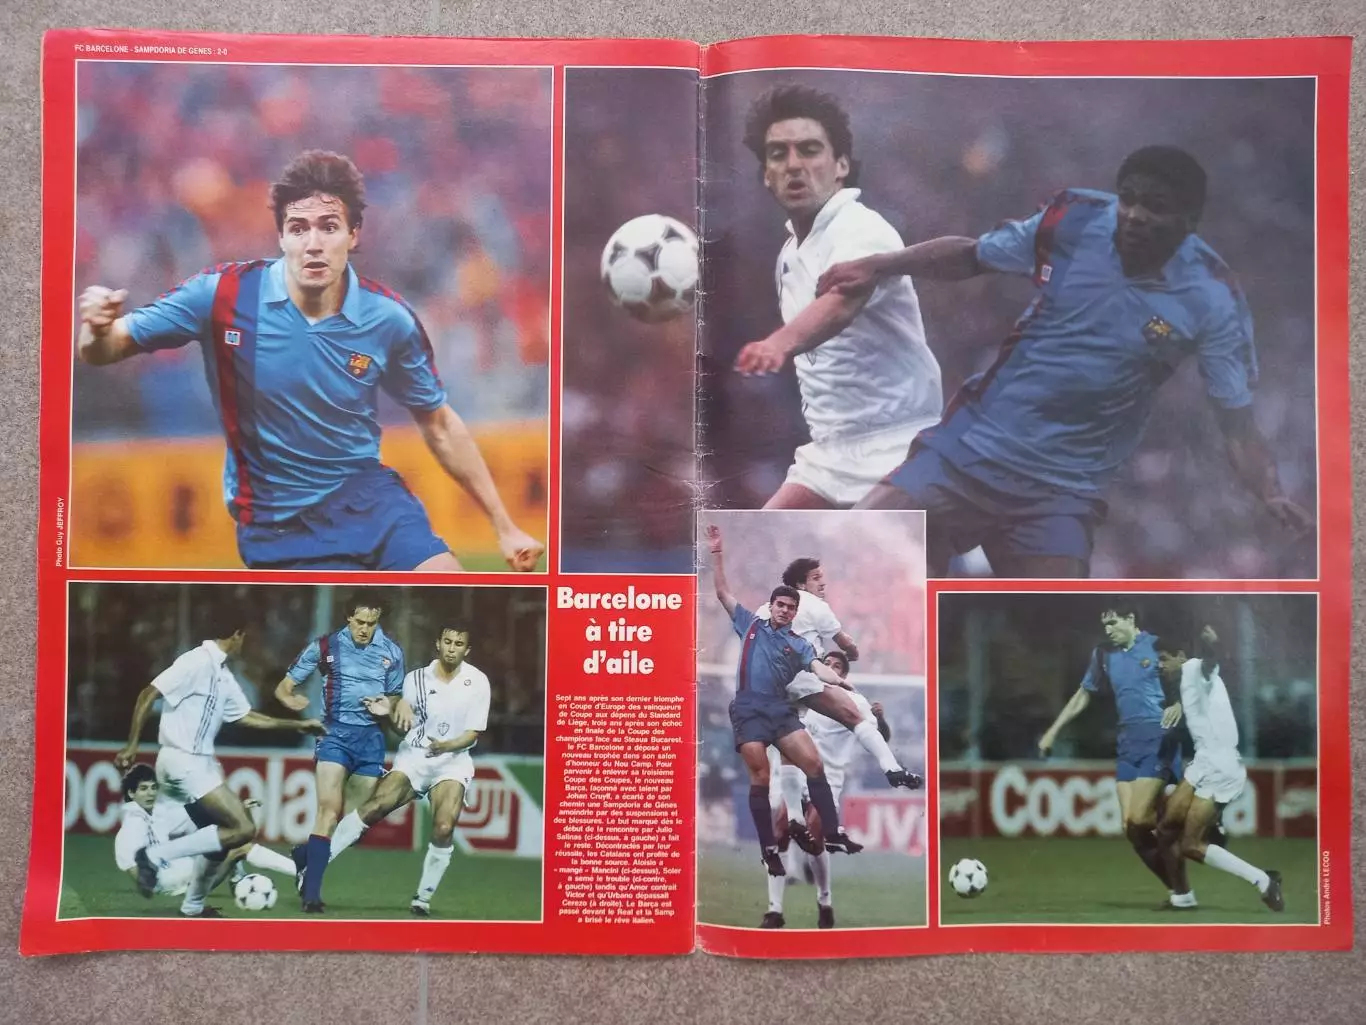 FC BARCELONE - SAMPDORIA DE GENES : 2-0
Photo Guy JEFFROY
Barcelone
à tire
d'aile
Sept ans après son dernier triomphe
en Coupe d'Europe des vainqueurs
de Coupe aux dépens du Standard
de Liège, trois ans après son échec
en finale de la Coupe des
champions face au Steaua Bucarest,
le FC Barcelone a déposé un
nouveau trophée dans son salon
d'honneur du Nou Camp. Pour
parvenir à enlever sa troisième
Coupe des Coupes, le nouveau
Barça, façonné avec talent par
Johan Cruyff, a écarté de son
chemin une Sampdoria de Gênes
amoindrie par des suspensions et
des blessures. Le but marqué dès le
début de la rencontre par Julio
Salinas (ci-dessus, à gauche) a fait
le reste. Décontractés par leur
réussite, les Catalans ont profité de
la bonne source. Aloisio a
« mangé » Mancini (ci-dessus), Soler
a semé le trouble (ci-contre,
à gauche) tandis qu'Amor contrait
Victor et qu'Urbano dépassait
Cerezo (à droite). Le Barça est
passé devant le Real et la Samp
a brisé le rêve italien.
Coca-Cola
JVC
Coca-Co
Photos André LECOQ